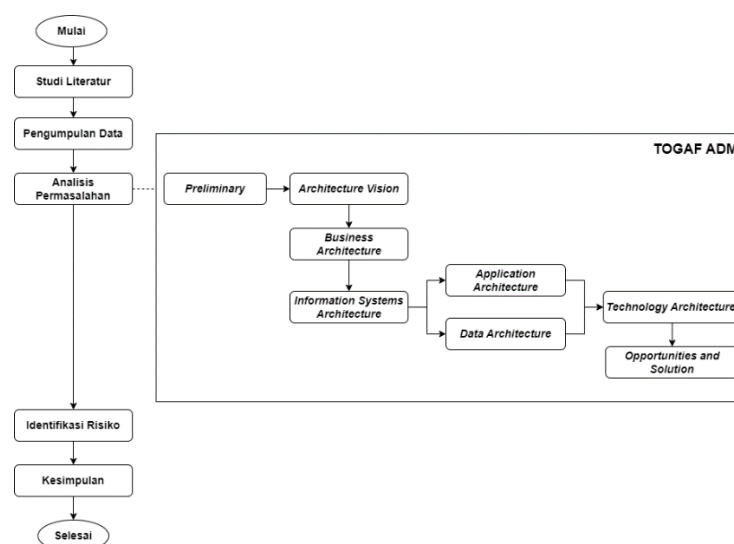 Mulai
Studi Literatur
Pengumpulan Data
Analisis
Permasalahan
TOGAF ADM
Preliminary
Architecture Vision
Business
Architecture
Information Systems
Architecture
Application
Architecture
Data Architecture
Technology Architecture
Opportunities and
Solution
Identifikasi Risiko
Kesimpulan
Selesai